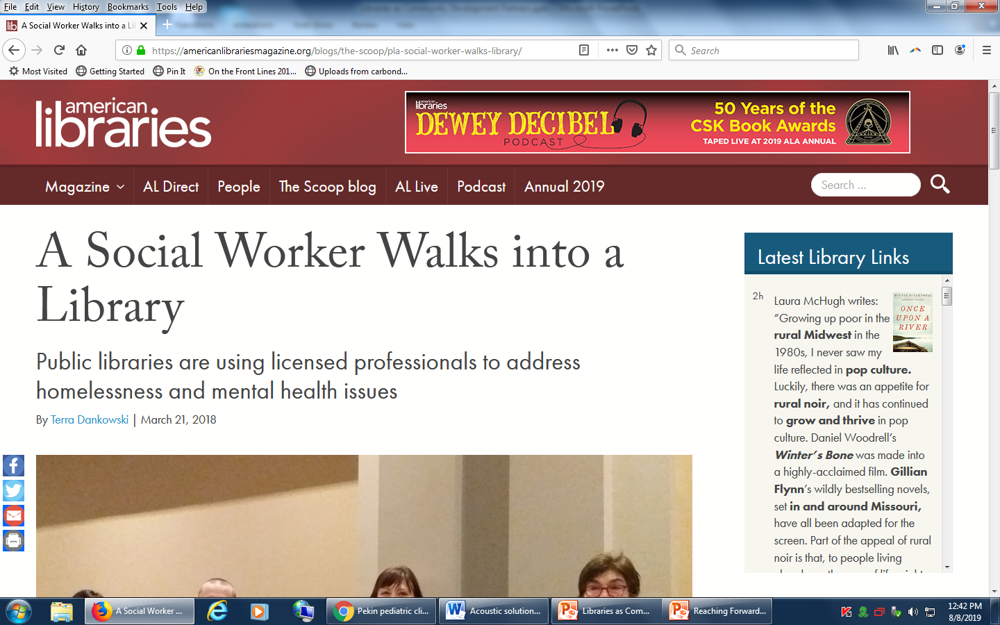 File Edit View History Bookmarks Tools Help
A Social Worker Walks into a Li
https://americanlibrariesmagazine.org/blogs/the-scoop/pla-social-worker-walks-library/
Search
Most Visited Getting Started Pin It On the Front Lines 201... Uploads from carbond...
american
libraries
american
libraries
DEWEY DECIBEL
PODCAST
50 Years of the
CSK Book Awards
TAPED LIVE AT 2019 ALA ANNUAL
Magazine AL Direct People The Scoop blog AL Live Podcast Annual 2019
Search ...
A Social Worker Walks into a
Library
Public libraries are using licensed professionals to address
homelessness and mental health issues
By Terra Dankowski | March 21, 2018
Latest Library Links
2h
Laura McHugh writes:
“Growing up poor in the
rural Midwest in the
1980s, I never saw my
life reflected in pop culture.
Luckily, there was an appetite for
rural noir, and it has continued
to grow and thrive in pop
culture. Daniel Woodrell’s
Winter’s Bone was made into
a highly-acclaimed film. Gillian
Flynn’s wildly bestselling novels,
set in and around Missouri,
have all been adapted for the
screen. Part of the appeal of rural
noir is that, to people living
BONNIE JO CAMPBELL
ONCE
UPON A
RIVER
A Social Worker ... Pekin pediatric cli... Acoustic solution... Libraries as Com... Reaching Forward...
12:42 PM
8/8/2019